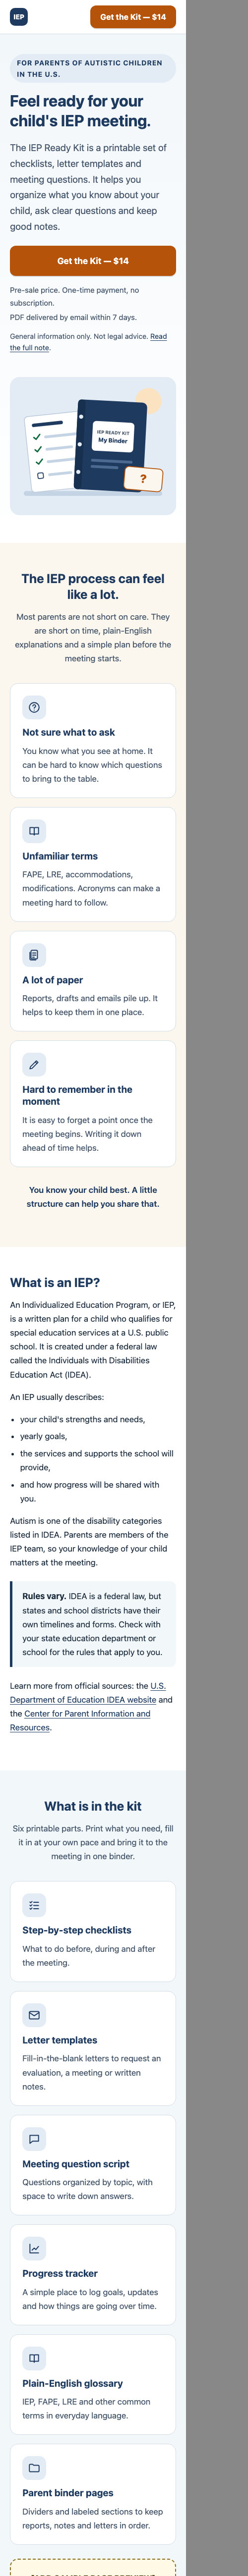 IEP
Get the Kit — $14
FOR PARENTS OF AUTISTIC CHILDREN
IN THE U.S.
Feel ready for your
child's IEP meeting.
The IEP Ready Kit is a printable set of
checklists, letter templates and
meeting questions. It helps you
organize what you know about your
child, ask clear questions and keep
good notes.
Get the Kit — $14
Pre-sale price. One-time payment, no
subscription.
PDF delivered by email within 7 days.
General information only. Not legal advice. Read
the full note.
IEP READY KIT
My Binder
?
The IEP process can feel
like a lot.
Most parents are not short on care. They
are short on time, plain-English
explanations and a simple plan before the
meeting starts.
Not sure what to ask
You know what you see at home. It
can be hard to know which questions
to bring to the table.
Unfamiliar terms
FAPE, LRE, accommodations,
modifications. Acronyms can make a
meeting hard to follow.
A lot of paper
Reports, drafts and emails pile up. It
helps to keep them in one place.
Hard to remember in the
moment
It is easy to forget a point once the
meeting begins. Writing it down
ahead of time helps.
You know your child best. A little
structure can help you share that.
What is an IEP?
An Individualized Education Program, or IEP,
is a written plan for a child who qualifies for
special education services at a U.S. public
school. It is created under a federal law
called the Individuals with Disabilities
Education Act (IDEA).
An IEP usually describes:
• your child's strengths and needs,
• yearly goals,
• the services and supports the school will
provide,
• and how progress will be shared with
you.
Autism is one of the disability categories
listed in IDEA. Parents are members of the
IEP team, so your knowledge of your child
matters at the meeting.
Rules vary. IDEA is a federal law, but
states and school districts have their
own timelines and forms. Check with
your state education department or
school for the rules that apply to you.
Learn more from official sources: the U.S.
Department of Education IDEA website and
the Center for Parent Information and
Resources.
What is in the kit
Six printable parts. Print what you need, fill
it in at your own pace and bring it to the
meeting in one binder.
Step-by-step checklists
What to do before, during and after
the meeting.
Letter templates
Fill-in-the-blank letters to request an
evaluation, a meeting or written
notes.
Meeting question script
Questions organized by topic, with
space to write down answers.
Progress tracker
A simple place to log goals, updates
and how things are going over time.
Plain-English glossary
IEP, FAPE, LRE and other common
terms in everyday language.
Parent binder pages
Dividers and labeled sections to keep
reports, notes and letters in order.